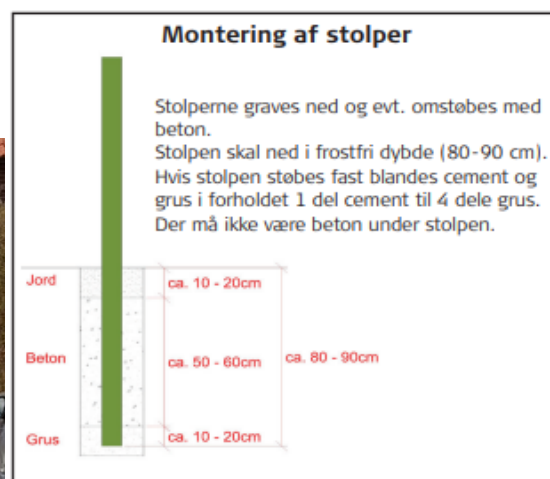 Montering af stolper
Stolperne graves ned og evt. omstøbes med
beton.
Stolpen skal ned i frostfri dybde (80-90 cm).
Hvis stolpen støbes fast blandes cement og
grus i forholdet 1 del cement til 4 dele grus.
Der må ikke være beton under stolpen.
Jord
ca. 10 - 20cm
Beton
ca. 50 - 60cm
ca. 80 - 90cm
Grus
ca. 10 - 20cm